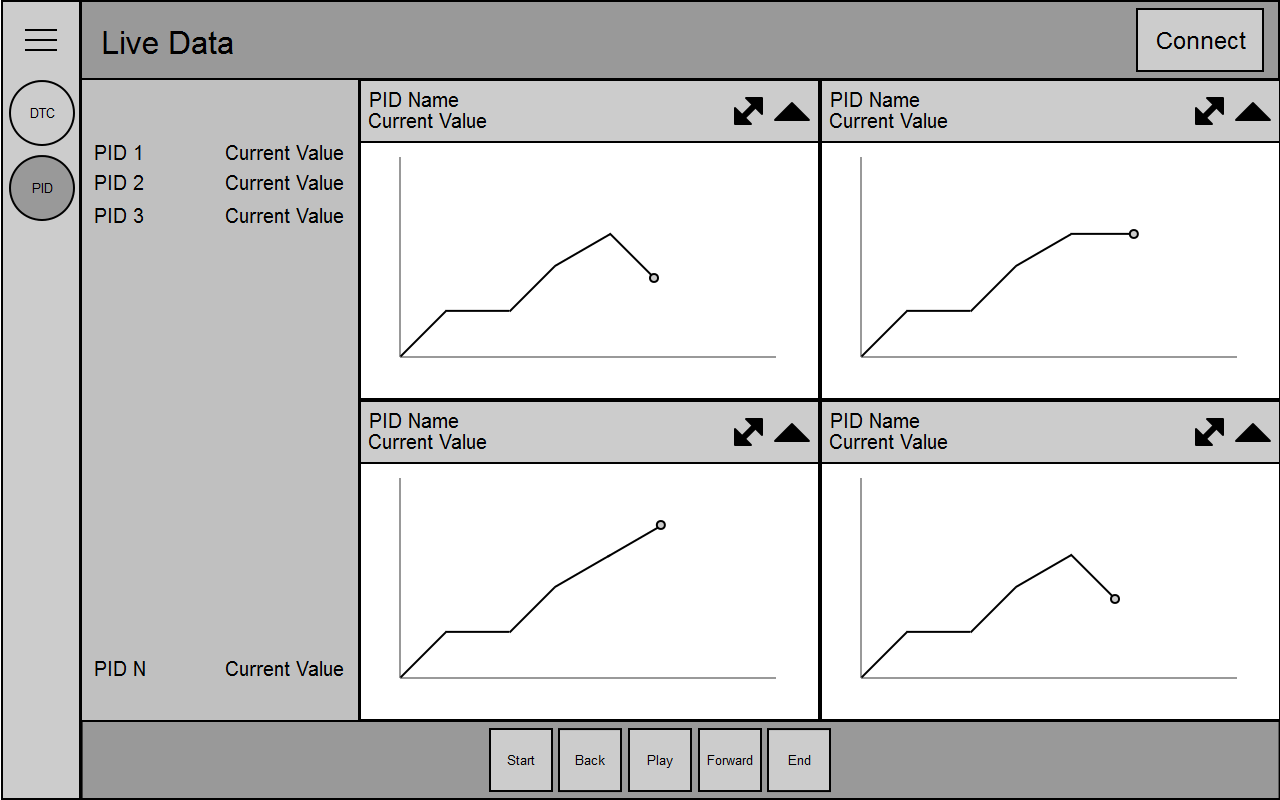 Live Data
Connect
DTC
PID
PID 1 Current Value
PID 2 Current Value
PID 3 Current Value
PID N Current Value
PID Name
Current Value
PID Name
Current Value
PID Name
Current Value
PID Name
Current Value
Start
Back
Play
Forward
End